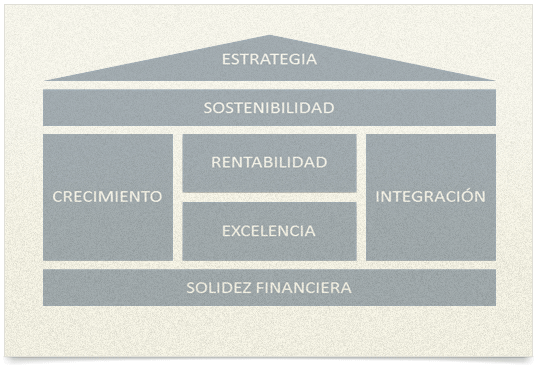 ESTRATEGIA
SOSTENIBILIDAD
CRECIMIENTO
RENTABILIDAD
EXCELENCIA
INTEGRACIÓN
SOLIDEZ FINANCIERA